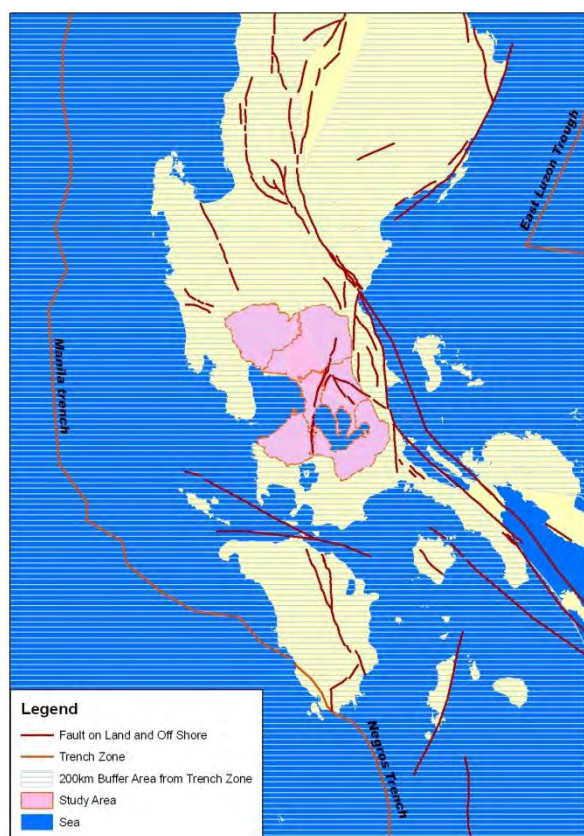 East Luzon Trough
Manila trench
Negros Trench
Legend
Fault on Land and Off Shore
Trench Zone
200km Buffer Area from Trench Zone
Study Area
Sea